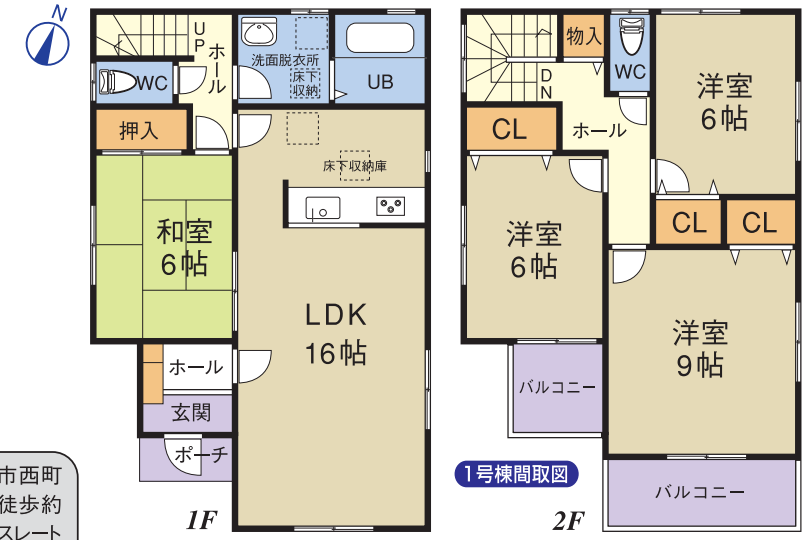 N
UP
ホール
洗面脱衣所
床下
収納
UB
WC
押入
床下収納庫
和室
6帖
LDK
16帖
ホール
玄関
ポーチ
1F
市西町
徒歩約
スレート
物入
WC
DN
ホール
洋室
6帖
CL
CL
CL
洋室
6帖
洋室
9帖
バルコニー
バルコニー
1号棟間取図
2F